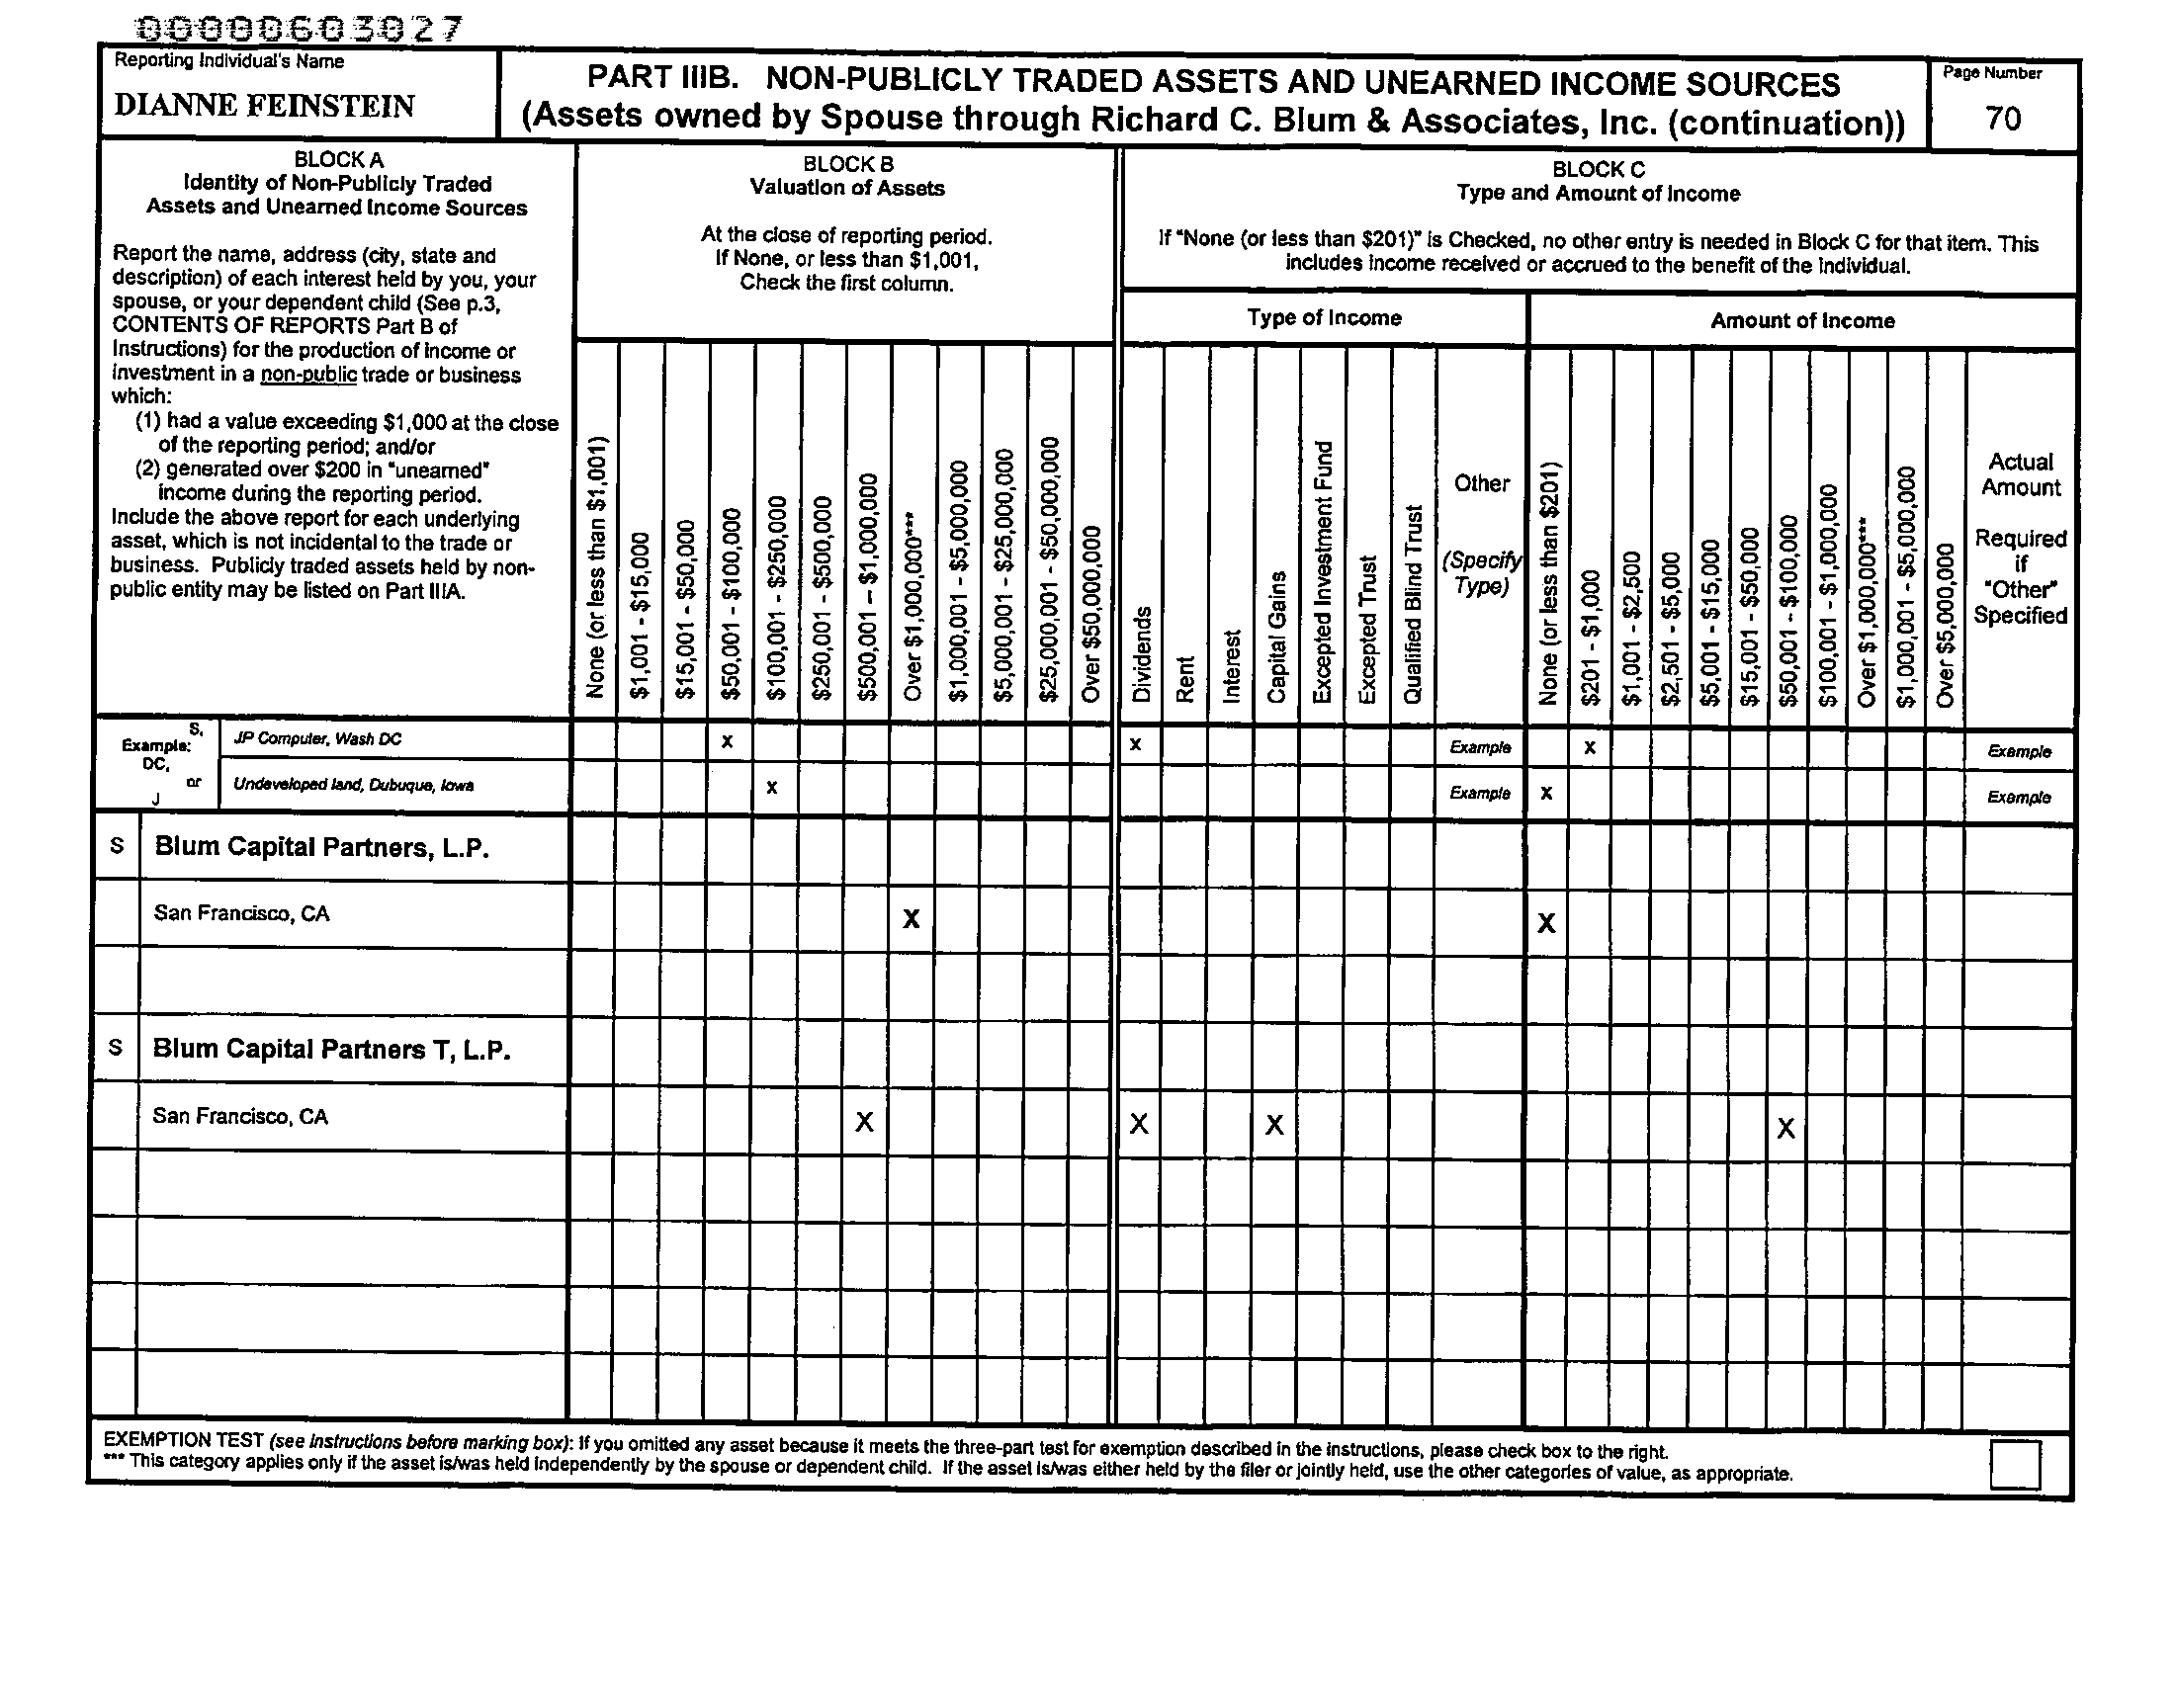 00000603027
Reporting Individual's Name
DIANNE FEINSTEIN
PART IIIB. NON-PUBLICLY TRADED ASSETS AND UNEARNED INCOME SOURCES
(Assets owned by Spouse through Richard C. Blum & Associates, Inc. (continuation))
Page Number
70
BLOCK A
Identity of Non-Publicly Traded
Assets and Unearned Income Sources
Report the name, address (city, state and
description) of each interest held by you, your
spouse, or your dependent child (See p.3,
CONTENTS OF REPORTS Part B of
Instructions) for the production of income or
investment in a non-public trade or business
which:
(1) had a value exceeding $1,000 at the close
of the reporting period; and/or
(2) generated over $200 in "unearned"
income during the reporting period.
Include the above report for each underlying
asset, which is not incidental to the trade or
business. Publicly traded assets held by non-
public entity may be listed on Part IIIA.
BLOCK B
Valuation of Assets
At the close of reporting period.
If None, or less than $1,001,
Check the first column.
BLOCK C
Type and Amount of Income
If "None (or less than $201)" is Checked, no other entry is needed in Block C for that item. This
includes income received or accrued to the benefit of the individual.
Type of Income
Amount of Income
None (or less than $1,001)
$1,001 - $15,000
$15,001 - $50,000
$50,001 - $100,000
$100,001 - $250,000
$250,001 - $500,000
$500,001 – $1,000,000
Over $1,000,000***
$1,000,001 - $5,000,000
$5,000,001 - $25,000,000
$25,000,001 - $50,000,000
Over $50,000,000
Dividends
Rent
Interest
Capital Gains
Excepted Investment Fund
Excepted Trust
Qualified Blind Trust
Other
(Specify
Type)
None (or less than $201)
$201 - $1,000
$1,001 - $2,500
$2,501 - $5,000
$5,001 - $15,000
$15,001 - $50,000
$50,001 - $100,000
$100,001 - $1,000,000
Over $1,000,000***
$1,000,001 - $5,000,000
Over $5,000,000
Actual
Amount
Required
if
"Other"
Specified
S,
Example:
DC,
or
J
JP Computer, Wash DC X X Example X Example
Undeveloped land, Dubuque, Iowa X Example X Example
S Blum Capital Partners, L.P.
San Francisco, CA X X
S Blum Capital Partners T, L.P.
San Francisco, CA X X X X
EXEMPTION TEST (see instructions before marking box): If you omitted any asset because it meets the three-part test for exemption described in the instructions, please check box to the right.
*** This category applies only if the asset is/was held independently by the spouse or dependent child. If the asset is/was either held by the filer or jointly held, use the other categories of value, as appropriate.